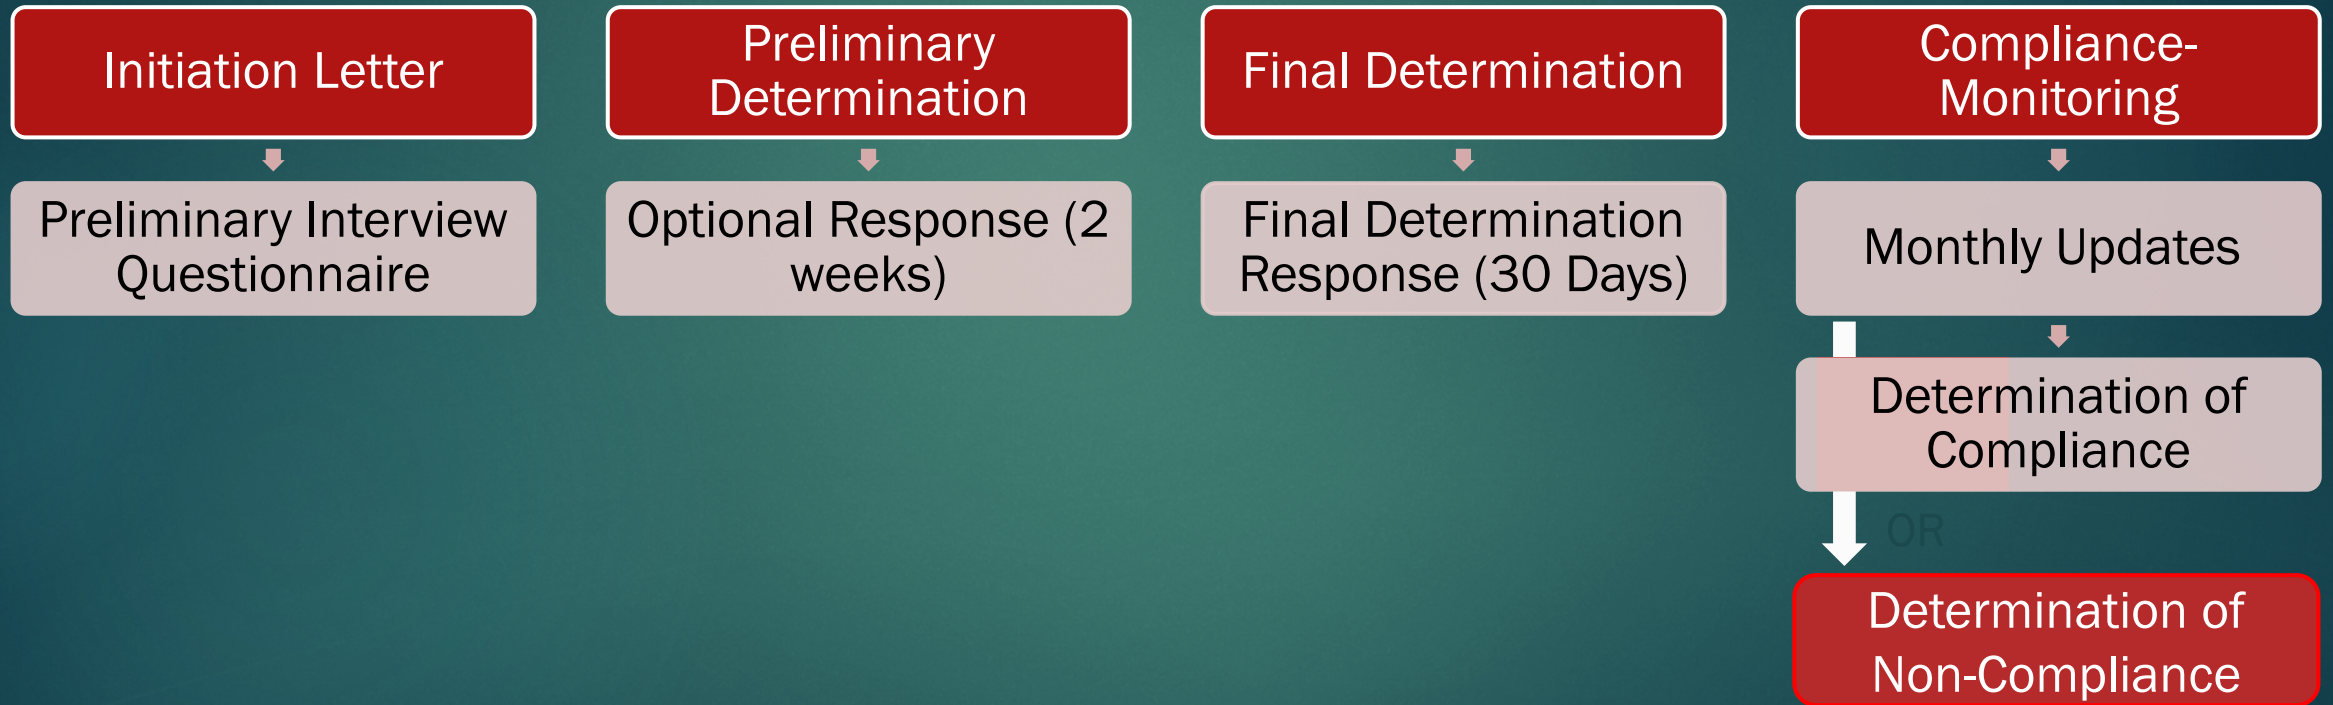 Initiation Letter
Preliminary Interview
Questionnaire
Preliminary
Determination
Optional Response (2
weeks)
Final Determination
Final Determination
Response (30 Days)
Compliance-
Monitoring
Monthly Updates
Determination of
Compliance
OR
Determination of
Non-Compliance